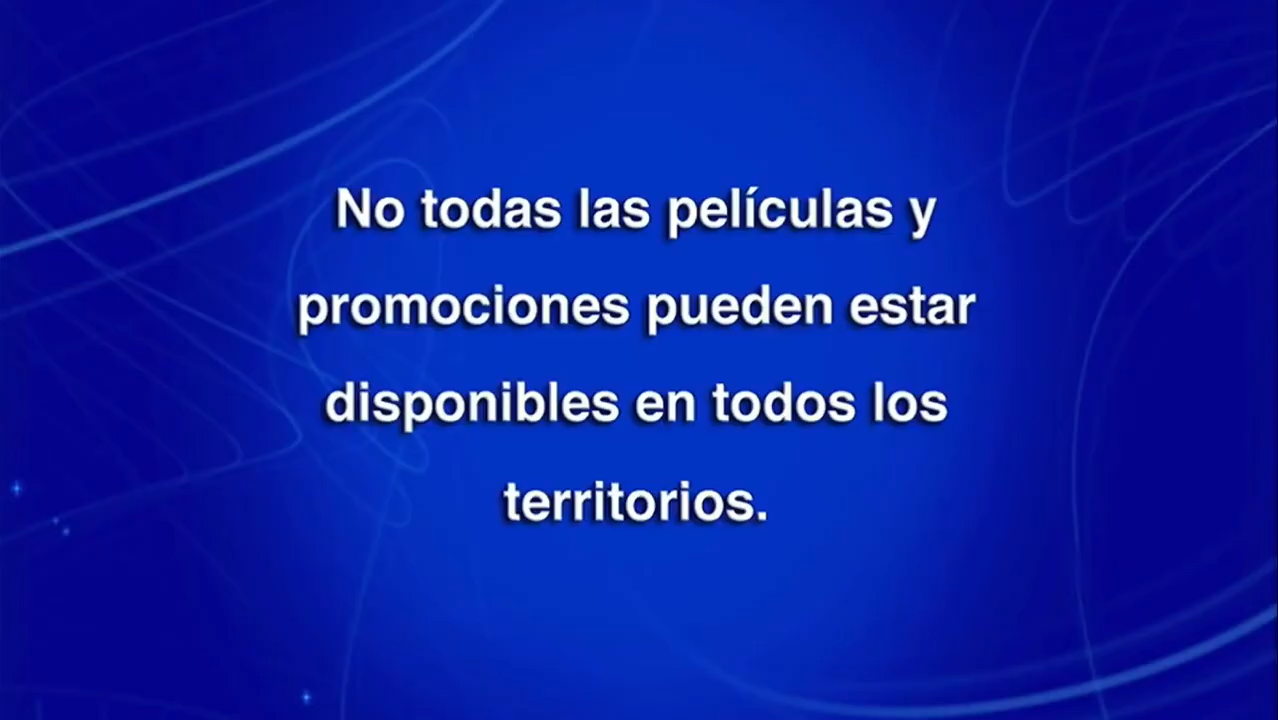 No todas las películas y
promociones pueden estar
disponibles en todos los
territorios.